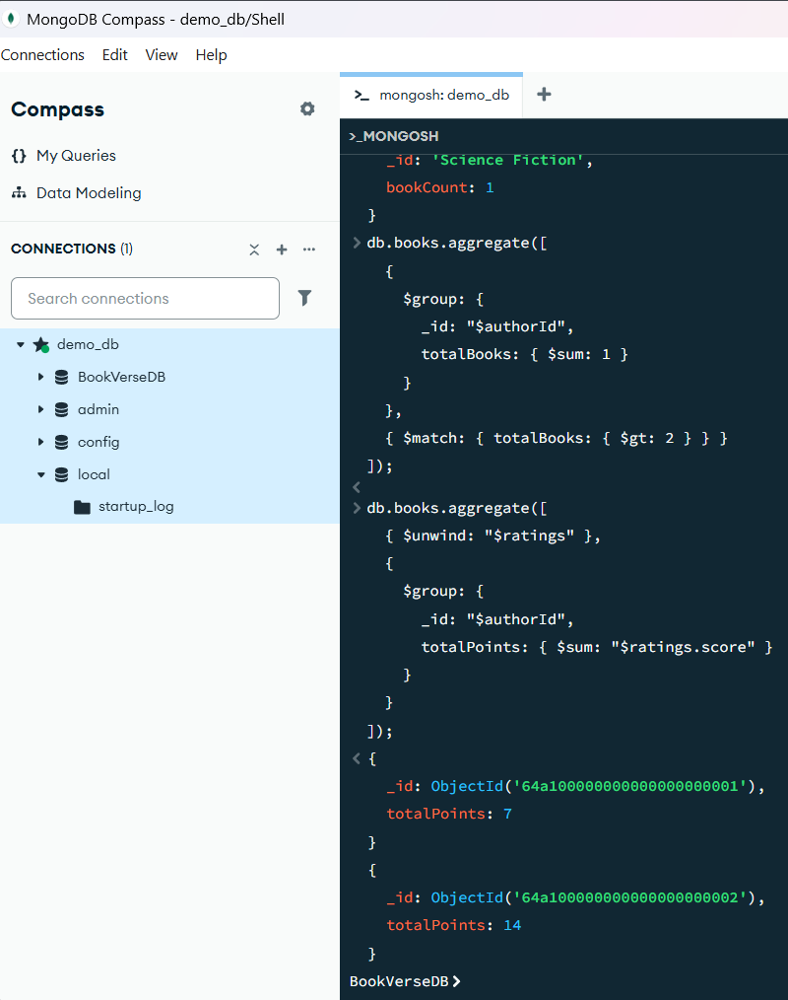 MongoDB Compass - demo_db/Shell
Connections Edit View Help
Compass
My Queries
Data Modeling
CONNECTIONS (1)
Search connections
demo_db
BookVerseDB
admin
config
local
startup_log
>_ mongosh: demo_db
>_MONGOSH
_id: 'Science Fiction',
bookCount: 1
}
> db.books.aggregate([
{
$group: {
_id: "$authorId",
totalBooks: { $sum: 1 }
}
},
{ $match: { totalBooks: { $gt: 2 } } }
]);
<
> db.books.aggregate([
{ $unwind: "$ratings" },
{
$group: {
_id: "$authorId",
totalPoints: { $sum: "$ratings.score" }
}
}
]);
< {
_id: ObjectId('64a100000000000000000001'),
totalPoints: 7
}
{
_id: ObjectId('64a100000000000000000002'),
totalPoints: 14
}
BookVerseDB>